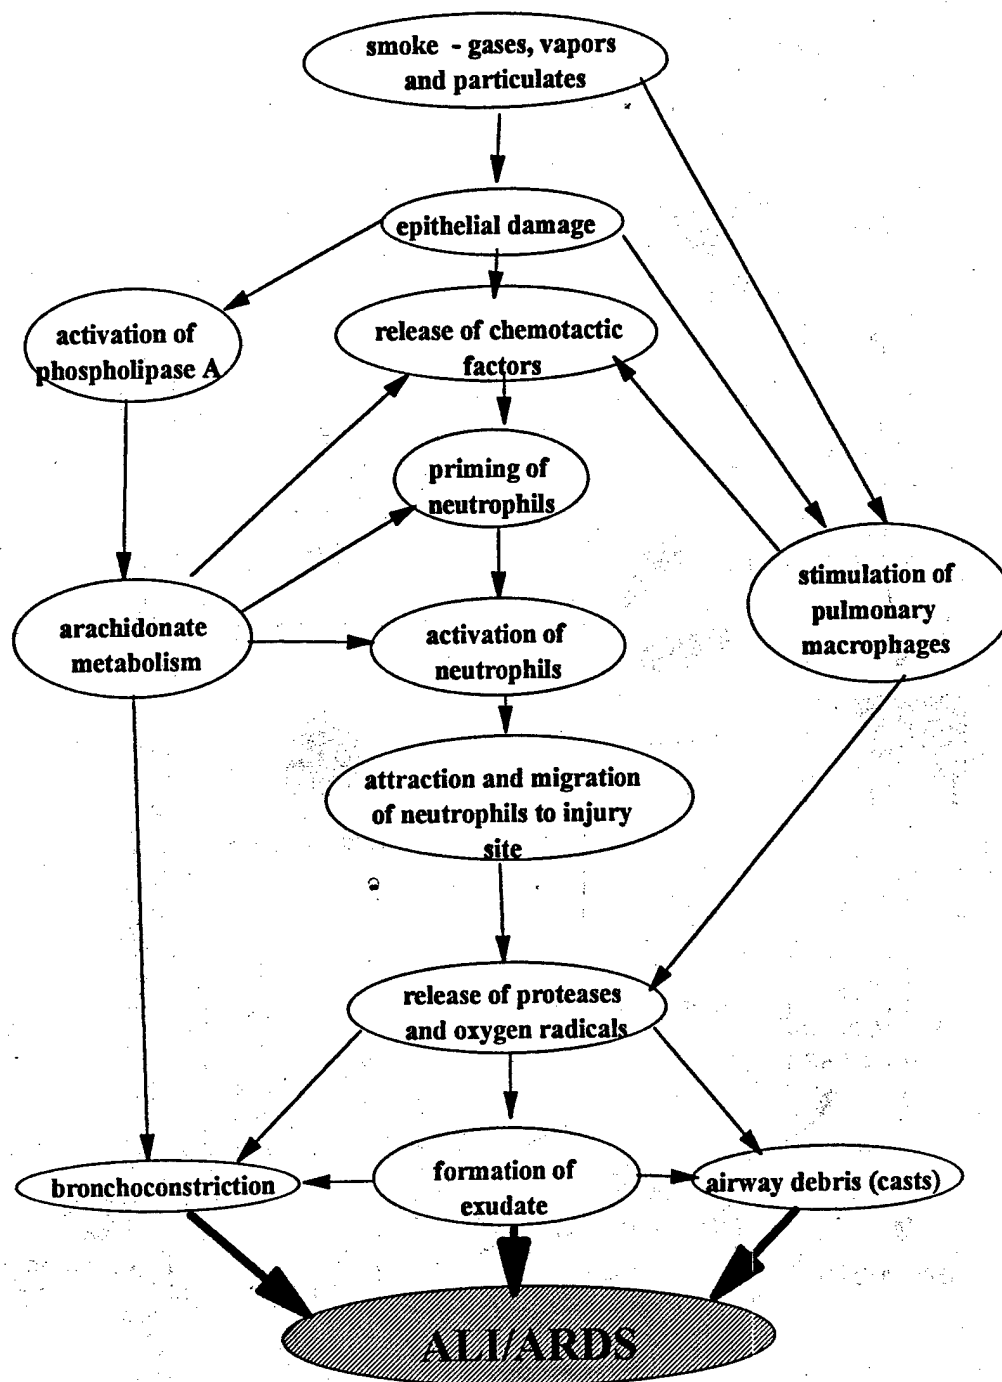 smoke - gases, vapors
and particulates
epithelial damage
activation of
phospholipase A
release of chemotactic
factors
priming of
neutrophils
stimulation of
pulmonary
macrophages
arachidonate
metabolism
activation of
neutrophils
attraction and migration
of neutrophils to injury
site
release of proteases
and oxygen radicals
bronchoconstriction
formation of
exudate
airway debris (casts)
ALI/ARDS